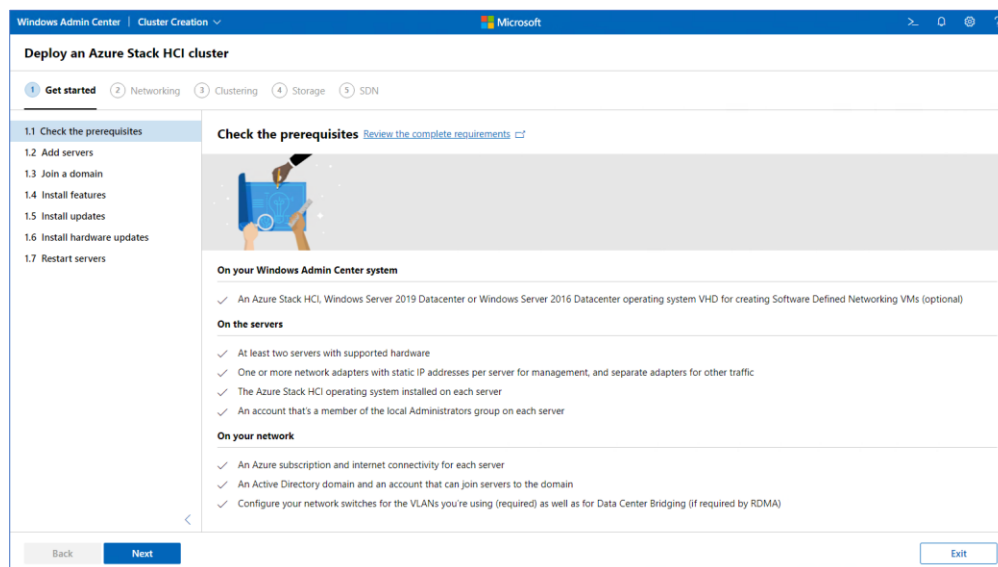 Windows Admin Center | Cluster Creation
Microsoft
Deploy an Azure Stack HCI cluster
1 Get started 2 Networking 3 Clustering 4 Storage 5 SDN
1.1 Check the prerequisites
1.2 Add servers
1.3 Join a domain
1.4 Install features
1.5 Install updates
1.6 Install hardware updates
1.7 Restart servers
Check the prerequisites Review the complete requirements
On your Windows Admin Center system
An Azure Stack HCI, Windows Server 2019 Datacenter or Windows Server 2016 Datacenter operating system VHD for creating Software Defined Networking VMs (optional)
On the servers
At least two servers with supported hardware
One or more network adapters with static IP addresses per server for management, and separate adapters for other traffic
The Azure Stack HCI operating system installed on each server
An account that's a member of the local Administrators group on each server
On your network
An Azure subscription and internet connectivity for each server
An Active Directory domain and an account that can join servers to the domain
Configure your network switches for the VLANs you're using (required) as well as for Data Center Bridging (if required by RDMA)
Back Next Exit